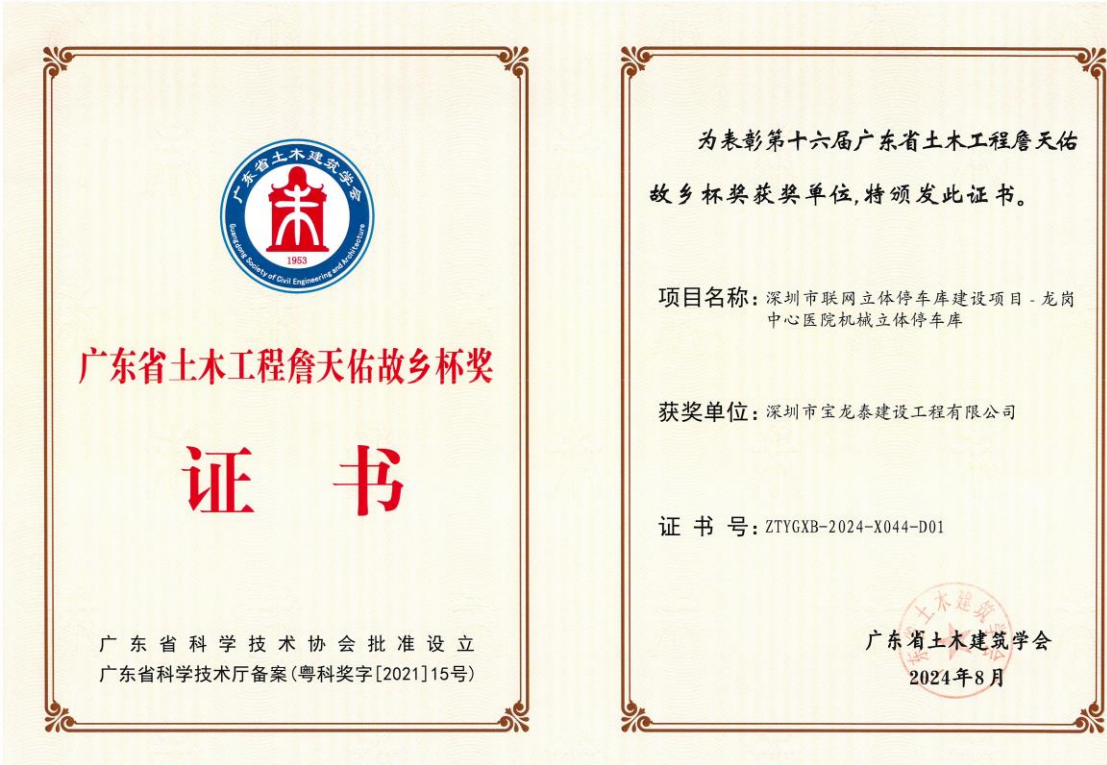 广东省土木建筑学会
1953
Guangdong Society of Civil Engineering and Architecture
广东省土木工程詹天佑故乡杯奖
证书
广东省科学技术协会批准设立
广东省科学技术厅备案(粤科奖字[2021]15号)
为表彰第十六届广东省土木工程詹天佑
故乡杯奖获奖单位,特颁发此证书。
项目名称:深圳市联网立体停车库建设项目-龙岗
中心医院机械立体停车库
获奖单位:深圳市宝龙泰建设工程有限公司
证书号:ZTYGXB-2024-X044-D01
广东省土木建筑学会
2024年8月